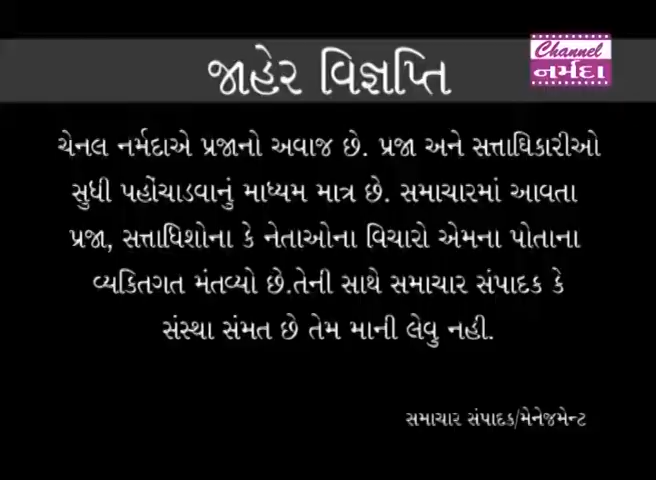 Channel
નર્મદા
જાહેર વિજ્ઞપ્તિ
ચેનલ નર્મદાએ પ્રજાનો અવાજ છે. પ્રજા અને સત્તાધિકારીઓ
સુધી પહોંચાડવાનું માધ્યમ માત્ર છે. સમાચારમાં આવતા
પ્રજા, સત્તાધિશોના કે નેતાઓના વિચારો એમના પોતાના
વ્યકિતગત મંતવ્યો છે.તેની સાથે સમાચાર સંપાદક કે
સંસ્થા સંમત છે તેમ માની લેવુ નહી.
સમાચાર સંપાદક/મેનેજમેન્ટ